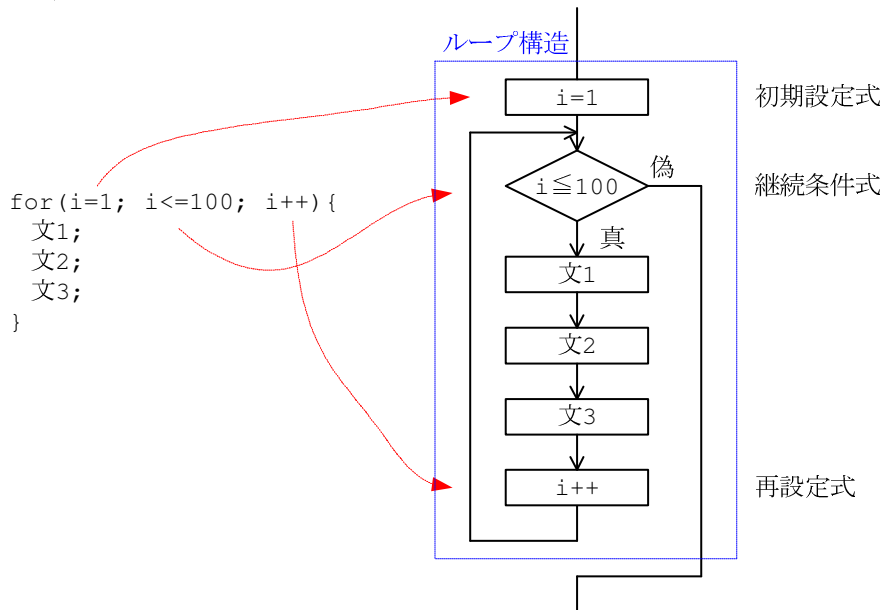 ループ構造
i=1
初期設定式
i≦100
偽
継続条件式
真
for(i=1; i<=100; i++){
文1;
文2;
文3;
}
文1
文2
文3
i++
再設定式